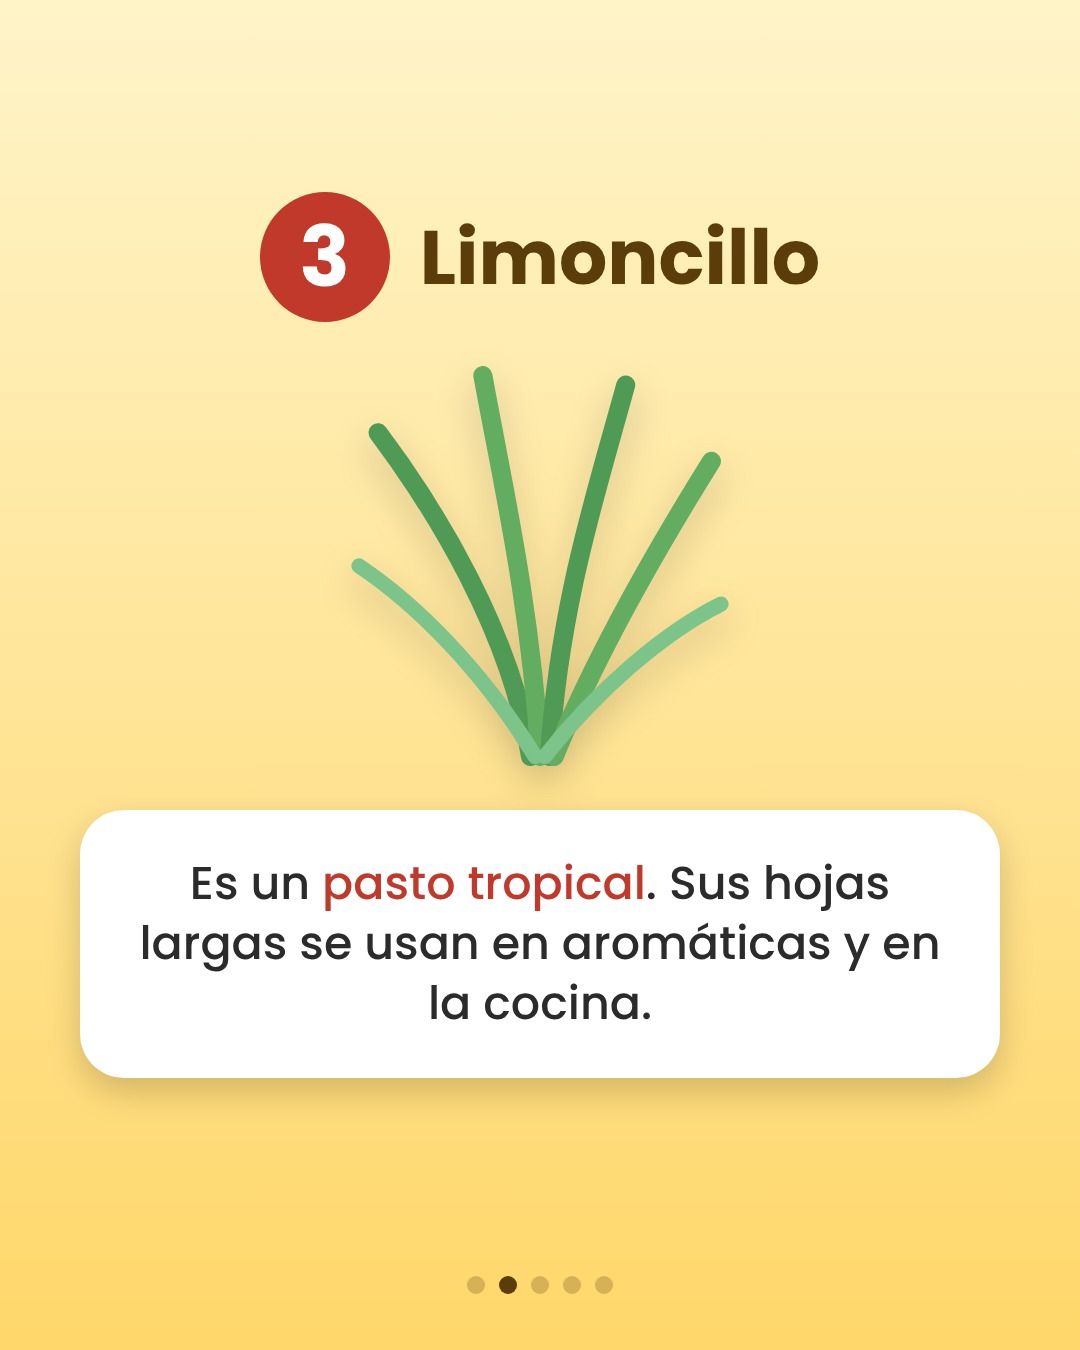 3 Limoncillo
Es un pasto tropical. Sus hojas
largas se usan en aromáticas y en
la cocina.